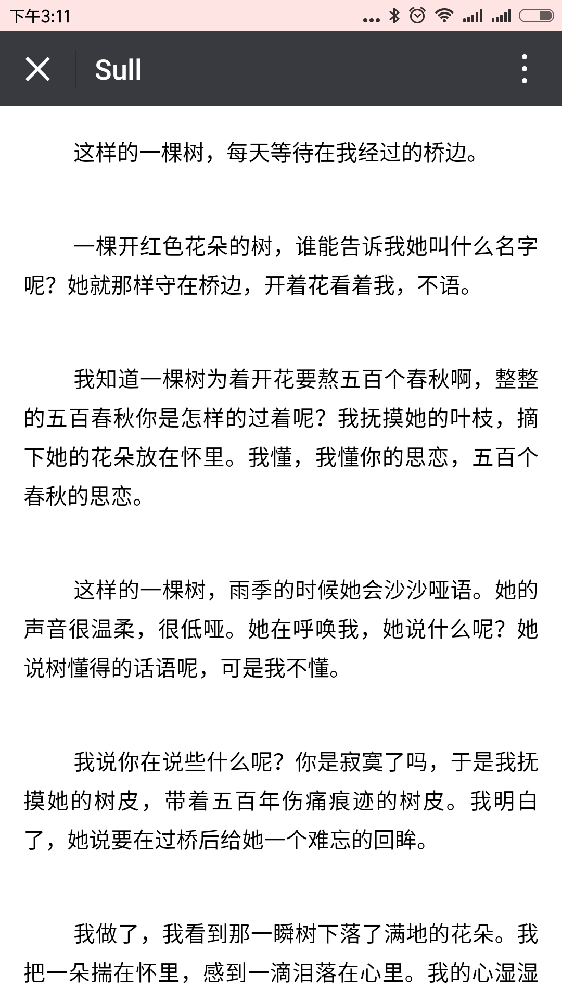 下午3:11
Sull
这样的一棵树，每天等待在我经过的桥边。
一棵开红色花朵的树，谁能告诉我她叫什么名字
呢？她就那样守在桥边，开着花看着我，不语。
我知道一棵树为着开花要熬五百个春秋啊，整整
的五百春秋你是怎样的过着呢？我抚摸她的叶枝，摘
下她的花朵放在怀里。我懂，我懂你的思恋，五百个
春秋的思恋。
这样的一棵树，雨季的时候她会沙沙哑语。她的
声音很温柔，很低哑。她在呼唤我，她说什么呢？她
说树懂得的话语呢，可是我不懂。
我说你在说些什么呢？你是寂寞了吗，于是我抚
摸她的树皮，带着五百年伤痛痕迹的树皮。我明白
了，她说要在过桥后给她一个难忘的回眸。
我做了，我看到那一瞬树下落了满地的花朵。我
把一朵揣在怀里，感到一滴泪落在心里。我的心湿湿